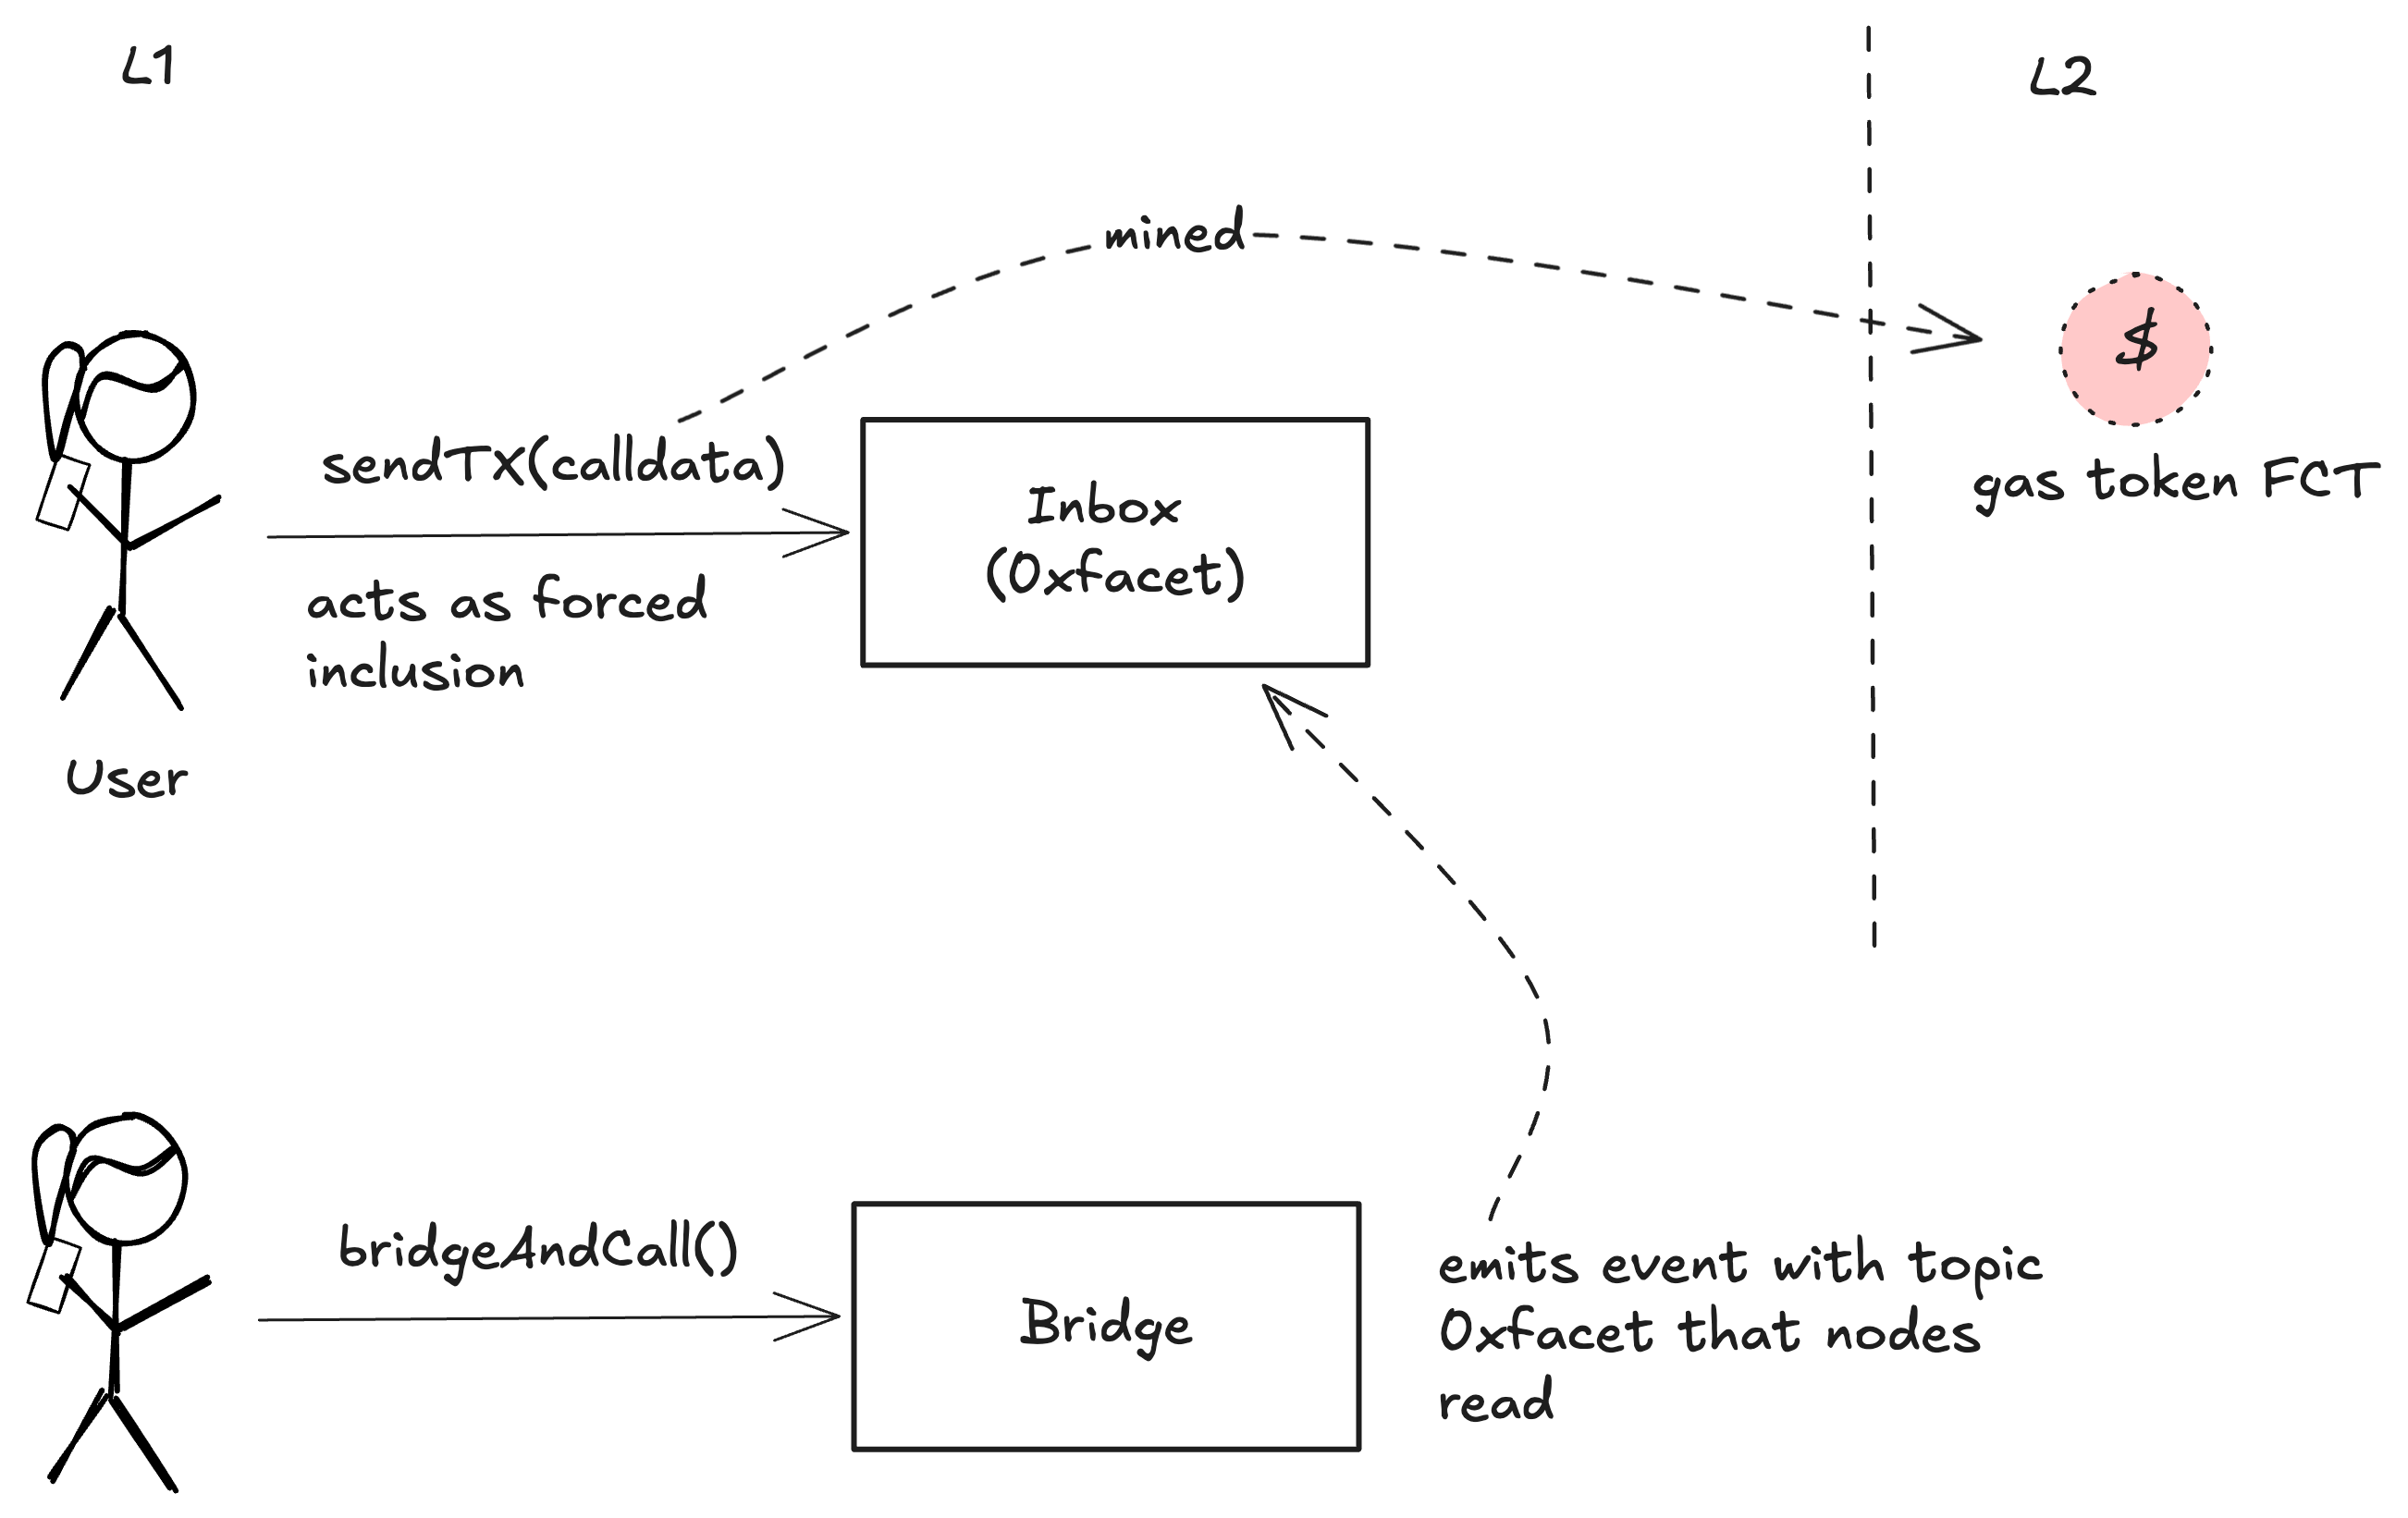 L1
L2
mined
$
sendTX(calldata)
gas token FCT
Inbox
(0xfacet)
acts as forced
inclusion
User
bridgeAndCall()
Bridge
emits event with topic
0xfacet that nodes
read